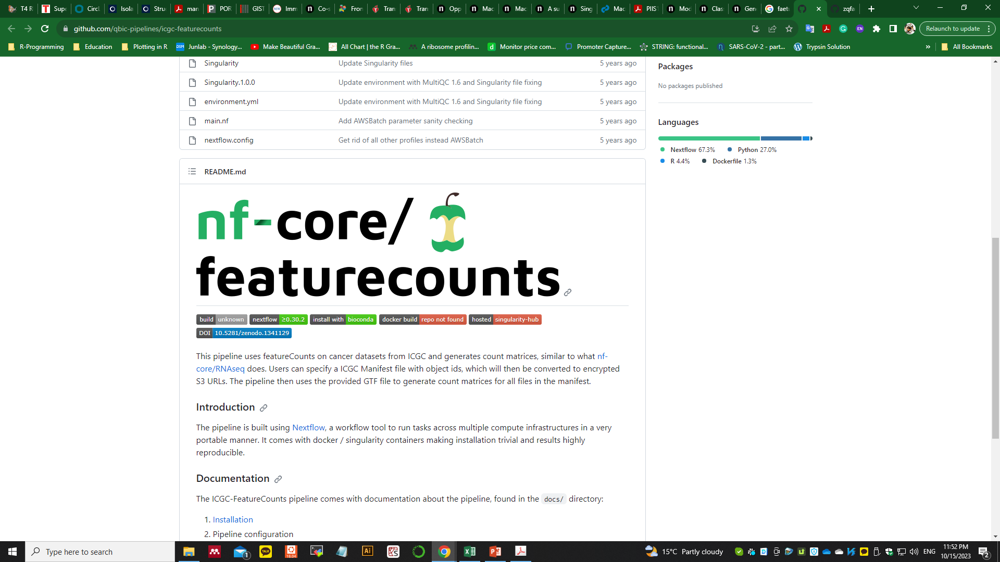 T4 R
Supe
Circl
Isola
Stru
man
POR
GIST
Imm
Co-s
Fron
Tran
Tran
Opp
Mac
Mac
A su
Sing
Mac
PIIS
Mod
Clas
Gen
faet
zqfa
github.com/qbic-pipelines/icgc-featurecounts
Relaunch to update
R-Programming
Education
Plotting in R
Junlab - Synology...
Make Beautiful Gra...
All Chart | the R Gra...
A ribosome profilin...
Monitor price com...
Promoter Capture...
STRING: functional...
SARS-CoV-2 - part...
Trypsin Solution
»
All Bookmarks
Singularity Update Singularity files 5 years ago
Singularity.1.0.0 Update environment with MultiQC 1.6 and Singularity file fixing 5 years ago
environment.yml Update environment with MultiQC 1.6 and Singularity file fixing 5 years ago
main.nf Add AWSBatch parameter sanity checking 5 years ago
nextflow.config Get rid of all other profiles instead AWSBatch 5 years ago
Packages
No packages published
Languages
Nextflow 67.3% Python 27.0%
R 4.4% Dockerfile 1.3%
README.md
nf-core/
featurecounts
build unknown nextflow ≥0.30.2 install with bioconda docker build repo not found hosted singularity-hub
DOI 10.5281/zenodo.1341129
This pipeline uses featureCounts on cancer datasets from ICGC and generates count matrices, similar to what nf-
core/RNAseq does. Users can specify a ICGC Manifest file with object ids, which will then be converted to encrypted
S3 URLs. The pipeline then uses the provided GTF file to generate count matrices for all files in the manifest.
Introduction
The pipeline is built using Nextflow, a workflow tool to run tasks across multiple compute infrastructures in a very
portable manner. It comes with docker / singularity containers making installation trivial and results highly
reproducible.
Documentation
The ICGC-FeatureCounts pipeline comes with documentation about the pipeline, found in the docs/ directory:
1. Installation
2. Pipeline configuration
Type here to search
1
TALK
18.04
Ai
15°C Partly cloudy
ENG
11:52 PM
10/15/2023
2